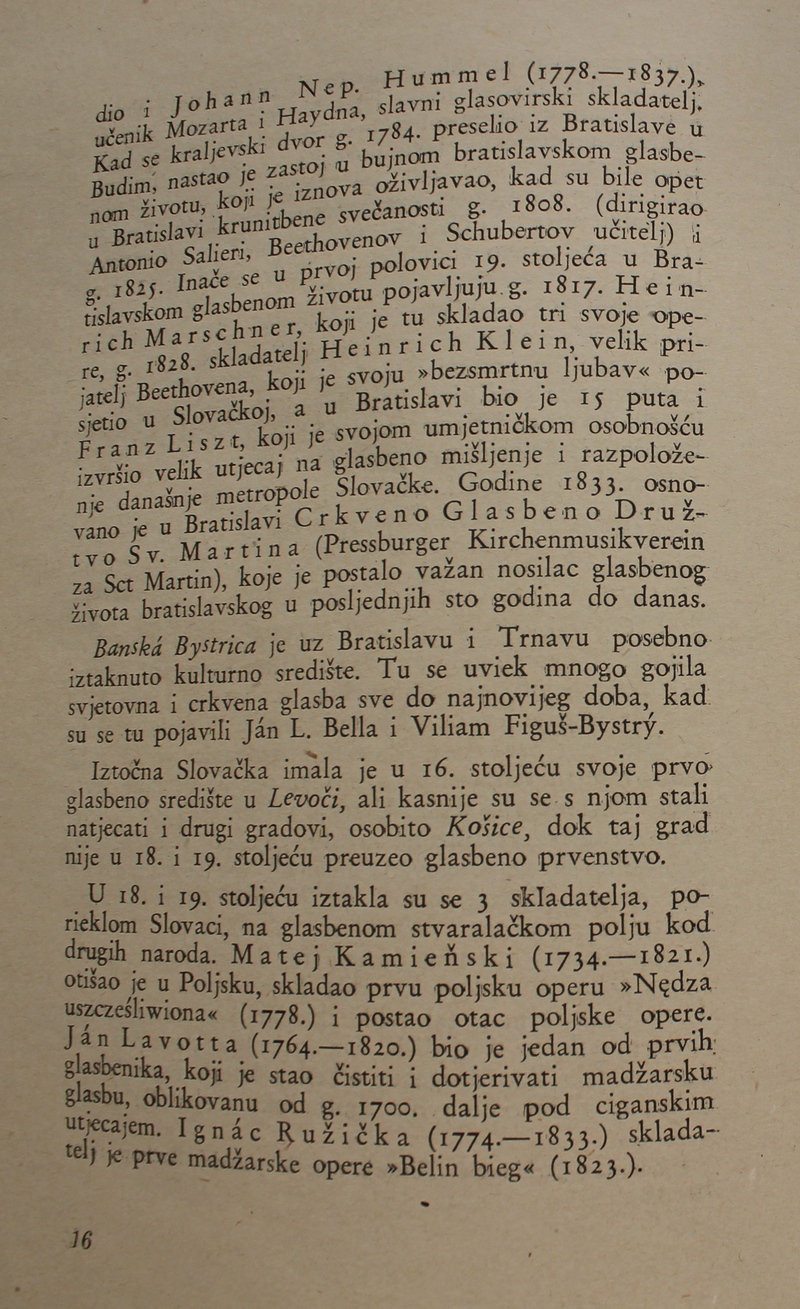 dio i Johann Nep. Hummel (1778.—1837.),
učenik Mozarta i Haydna, slavni glasovirski skladatelj.
Kad se kraljevski dvor g. 1784. preselio iz Bratislave u
Budim, nastao je zastoj u bujnom bratislavskom glasbe-
nom životu, koji je iznova oživljavao, kad su bile opet
u Bratislavi krunitbene svečanosti g. 1808. (dirigirao
Antonio Salieri, Beethovenov i Schubertov učitelj) i
g. 1825. Inače se u prvoj polovici 19. stoljeća u Bra-
tislavskom glasbenom životu pojavljuju g. 1817. Hein-
rich Marschner, koji je tu skladao tri svoje ope-
re, g. 1828. skladatelj Heinrich Klein, velik pri-
jatelj Beethovena, koji je svoju »bezsmrtnu ljubav« po-
sjetio u Slovačkoj, a u Bratislavi bio je 15 puta i
Franz Liszt, koji je svojom umjetničkom osobnošću
izvršio velik utjecaj na glasbeno mišljenje i razpolože-
nje današnje metropole Slovačke. Godine 1833. osno-
vano je u Bratislavi Crkveno Glasbeno Druž-
tvo Sv. Martina (Pressburger Kirchenmusikverein
za Sct Martin), koje je postalo važan nosilac glasbenog
života bratislavskog u posljednjih sto godina do danas.
Banská Bystrica je uz Bratislavu i Trnavu posebno
iztaknuto kulturno središte. Tu se uviek mnogo gojila
svjetovna i crkvena glasba sve do najnovijeg doba, kad
su se tu pojavili Ján L. Bella i Viliam Figuš-Bystrý.
Iztočna Slovačka imala je u 16. stoljeću svoje prvo
glasbeno središte u Levoči, ali kasnije su se s njom stali
natjecati i drugi gradovi, osobito Košice, dok taj grad
nije u 18. i 19. stoljeću preuzeo glasbeno prvenstvo.
U 18. i 19. stoljeću iztakla su se 3 skladatelja, po-
rieklom Slovaci, na glasbenom stvaralačkom polju kod
drugih naroda. Matej Kamieński (1734.—1821.)
otišao je u Poljsku, skladao prvu poljsku operu »Nędza
uszcześliwiona« (1778.) i postao otac poljske opere.
Ján Lavotta (1764.—1820.) bio je jedan od prvih
glasbenika, koji je stao čistiti i dotjerivati madžarsku
glasbu, oblikovanu od g. 1700. dalje pod ciganskim
utjecajem. Ignác Ružička (1774.—1833.) sklada-
telj je prve madžarske opere »Belin bieg« (1823.).
16